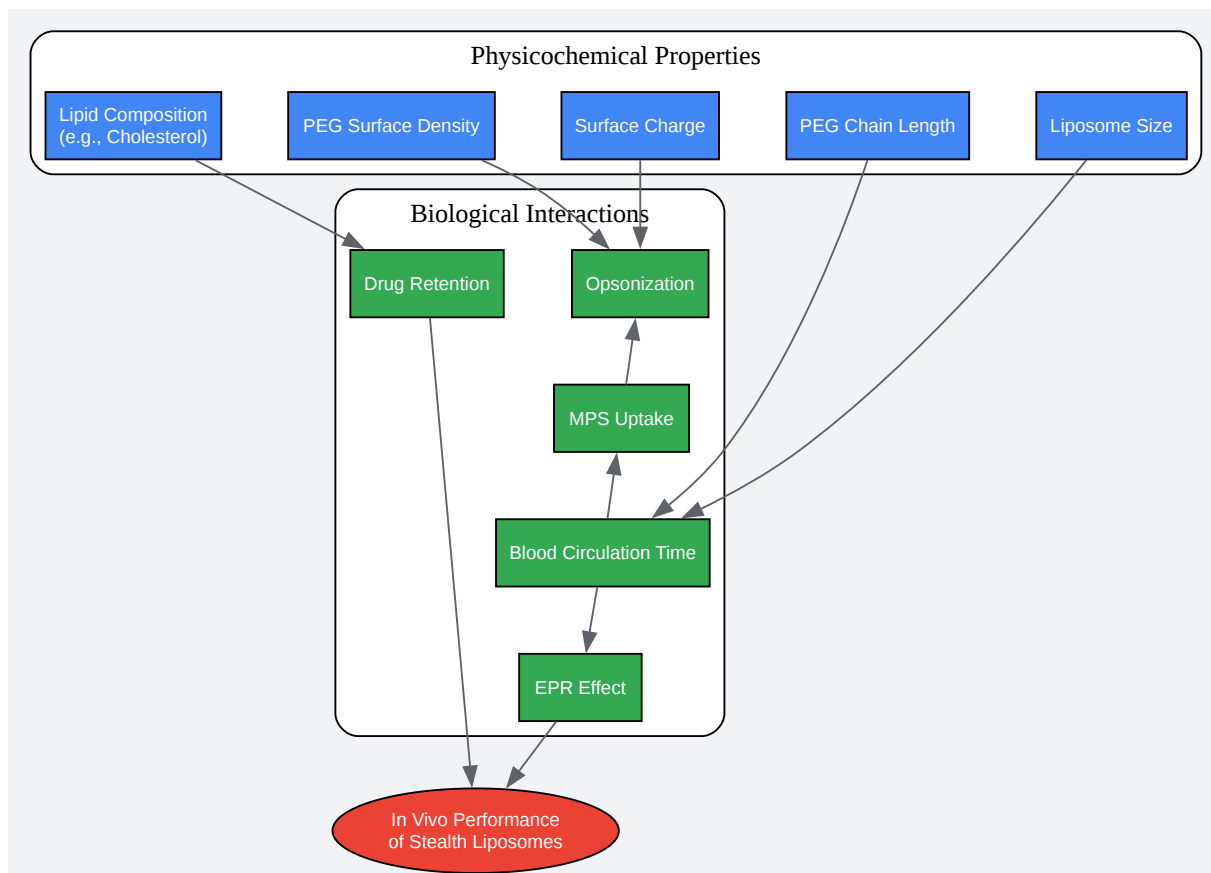 Physicochemical Properties
Lipid Composition
(e.g., Cholesterol)
PEG Surface Density
Surface Charge
PEG Chain Length
Liposome Size
Biological Interactions
Drug Retention
Opsonization
MPS Uptake
Blood Circulation Time
EPR Effect
In Vivo Performance
of Stealth Liposomes